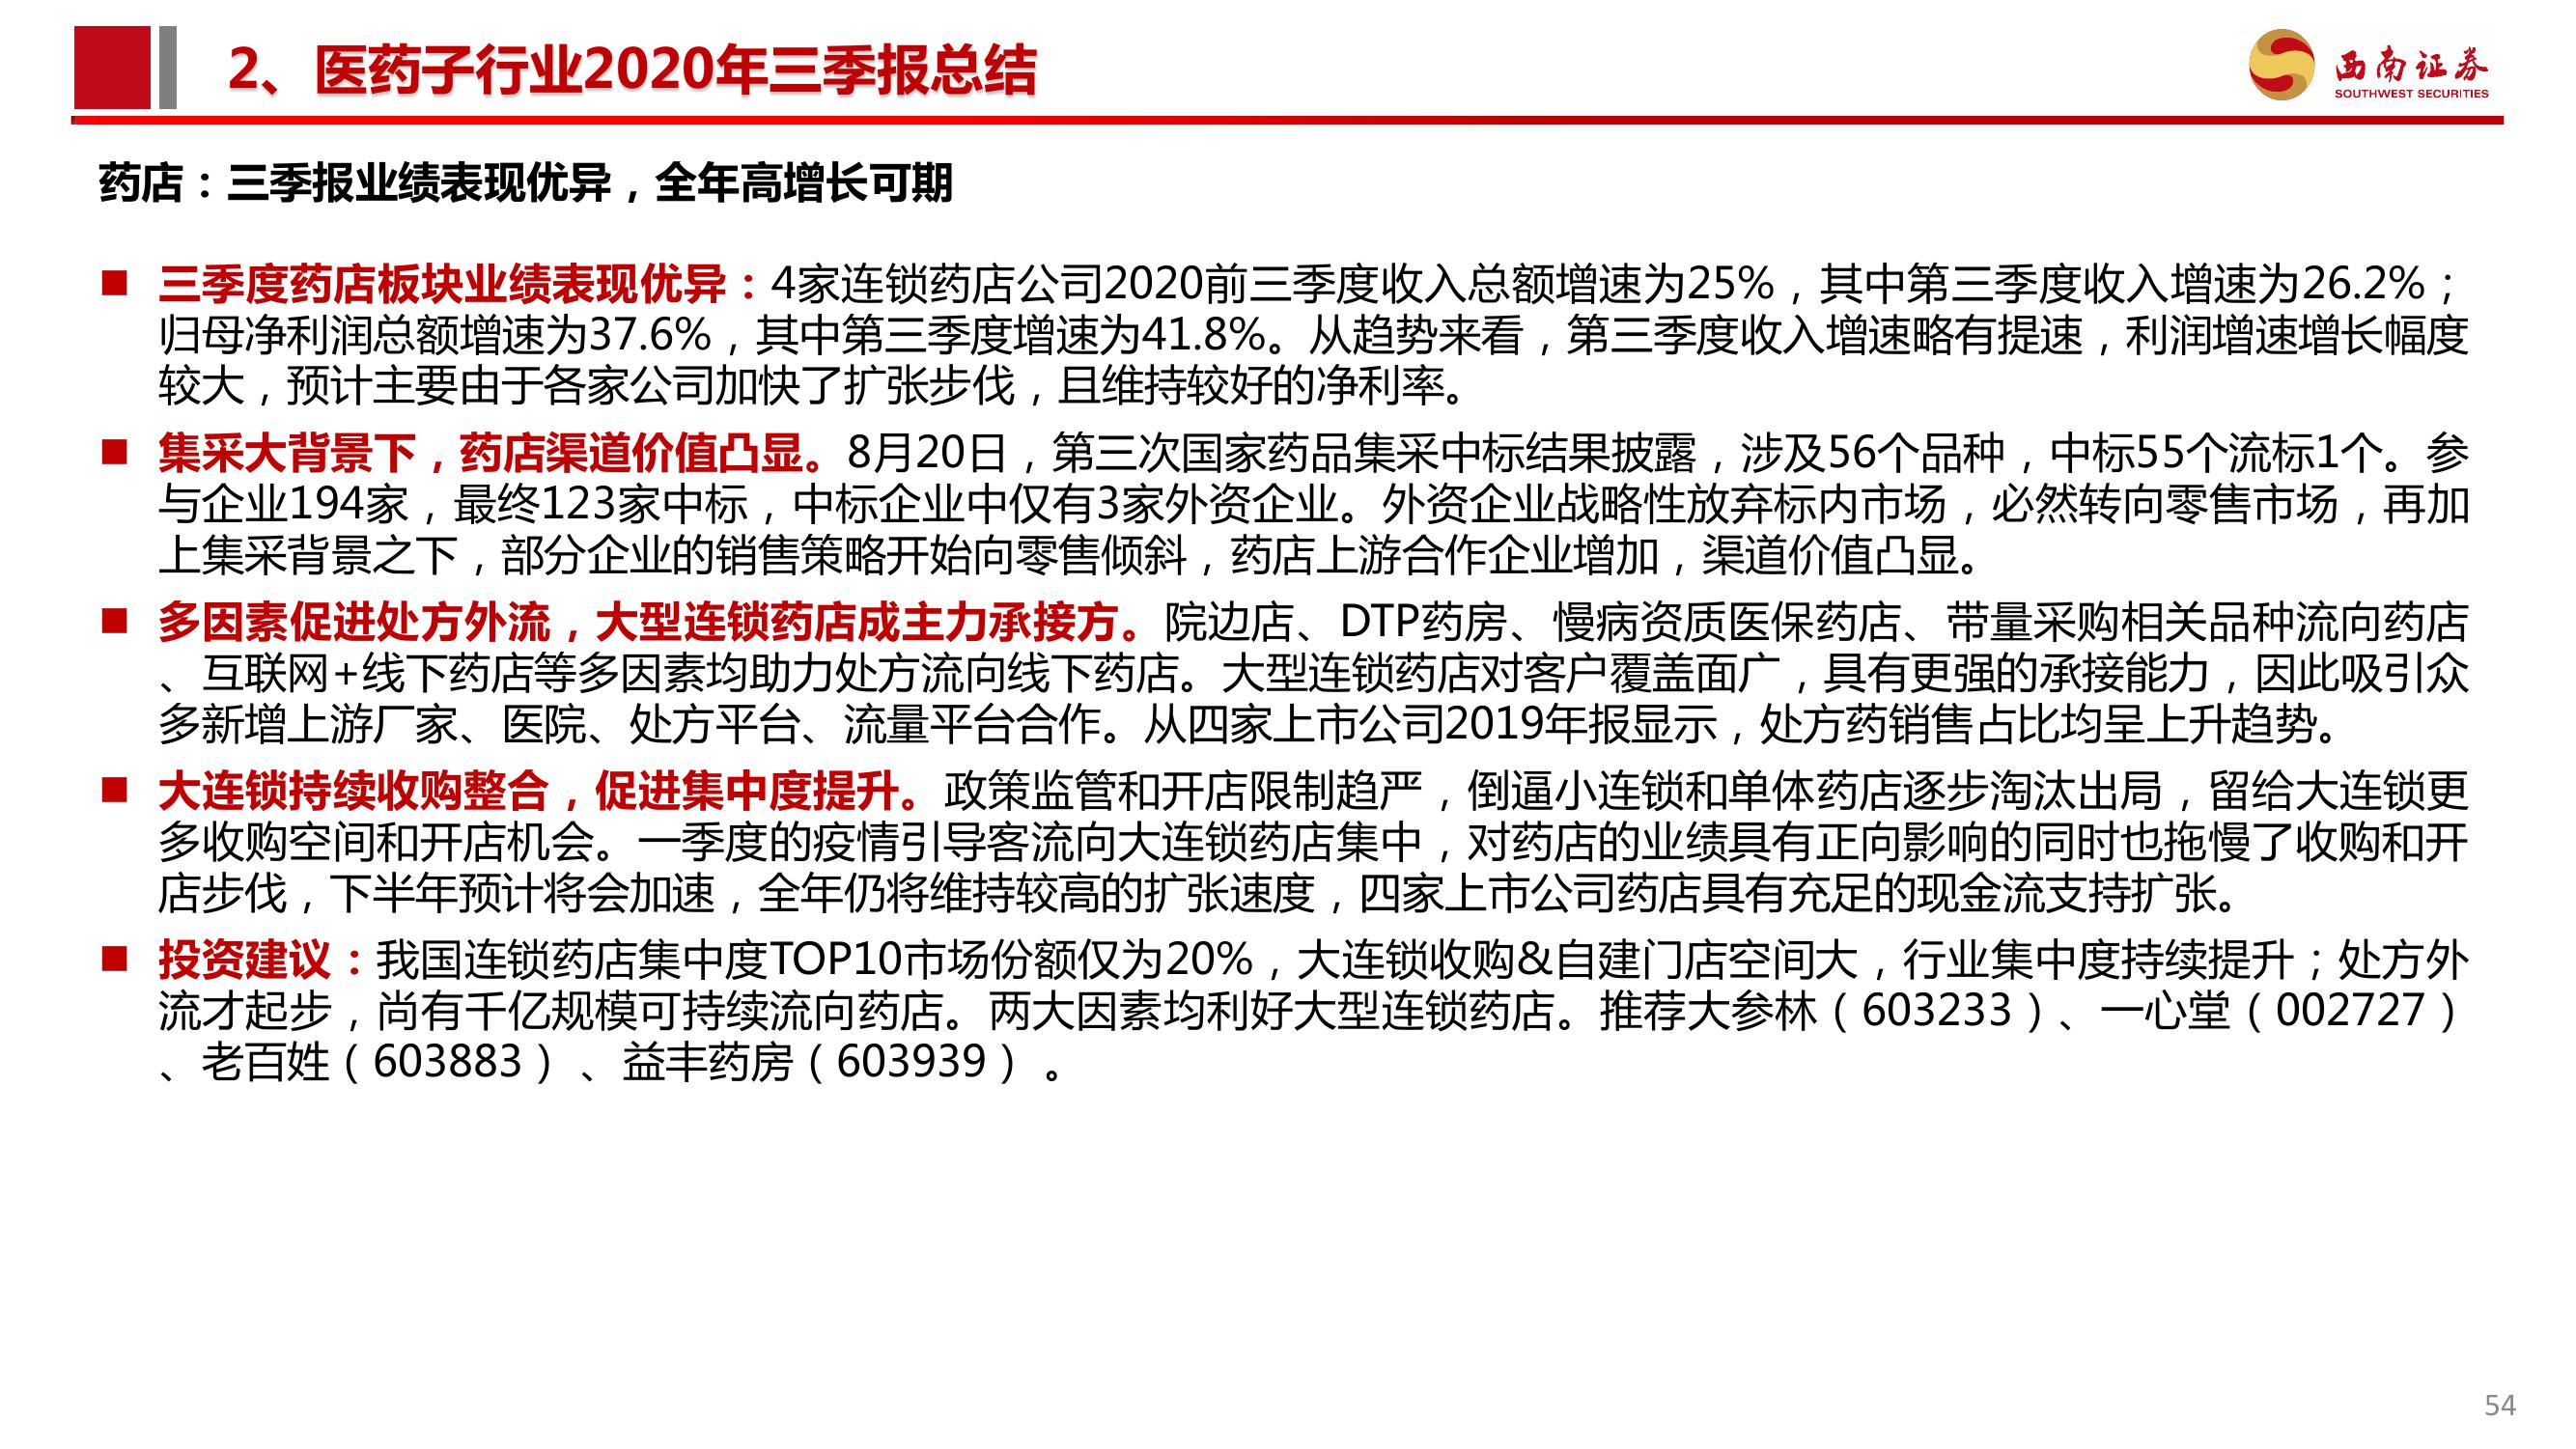 2、医药子行业2020年三季报总结
西南证券
SOUTHWEST SECURITIES
药店：三季报业绩表现优异，全年高增长可期
■ 三季度药店板块业绩表现优异：4家连锁药店公司2020前三季度收入总额增速为25%，其中第三季度收入增速为26.2%；
归母净利润总额增速为37.6%，其中第三季度增速为41.8%。从趋势来看，第三季度收入增速略有提速，利润增速增长幅度
较大，预计主要由于各家公司加快了扩张步伐，且维持较好的净利率。
■ 集采大背景下，药店渠道价值凸显。8月20日，第三次国家药品集采中标结果披露，涉及56个品种，中标55个流标1个。参
与企业194家，最终123家中标，中标企业中仅有3家外资企业。外资企业战略性放弃标内市场，必然转向零售市场，再加
上集采背景之下，部分企业的销售策略开始向零售倾斜，药店上游合作企业增加，渠道价值凸显。
■ 多因素促进处方外流，大型连锁药店成主力承接方。院边店、DTP药房、慢病资质医保药店、带量采购相关品种流向药店
、互联网+线下药店等多因素均助力处方流向线下药店。大型连锁药店对客户覆盖面广，具有更强的承接能力，因此吸引众
多新增上游厂家、医院、处方平台、流量平台合作。从四家上市公司2019年报显示，处方药销售占比均呈上升趋势。
■ 大连锁持续收购整合，促进集中度提升。政策监管和开店限制趋严，倒逼小连锁和单体药店逐步淘汰出局，留给大连锁更
多收购空间和开店机会。一季度的疫情引导客流向大连锁药店集中，对药店的业绩具有正向影响的同时也拖慢了收购和开
店步伐，下半年预计将会加速，全年仍将维持较高的扩张速度，四家上市公司药店具有充足的现金流支持扩张。
■ 投资建议：我国连锁药店集中度TOP10市场份额仅为20%，大连锁收购&自建门店空间大，行业集中度持续提升；处方外
流才起步，尚有千亿规模可持续流向药店。两大因素均利好大型连锁药店。推荐大参林（603233）、一心堂（002727）
、老百姓（603883）、益丰药房（603939）。
54